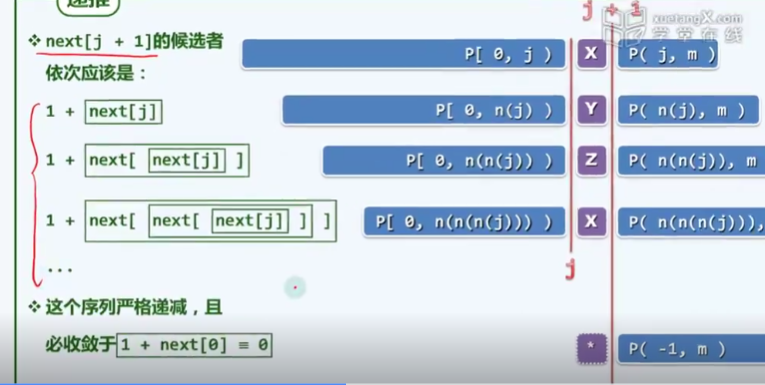 递推
j + 1
xuetangX.com
学堂在线
❖ next[j + 1]的候选者
依次应该是：
P[ 0, j )
X
P( j, m )
1 + next[j]
P[ 0, n(j) )
Y
P( n(j), m )
1 + next[ next[j] ]
P[ 0, n(n(j)) )
Z
P( n(n(j)), m
1 + next[ next[ next[j] ] ]
P[ 0, n(n(n(j))) )
X
P( n(n(n(j))),
...
j
❖ 这个序列严格递减，且
必收敛于 1 + next[0] ≡ 0
*
P( -1, m )